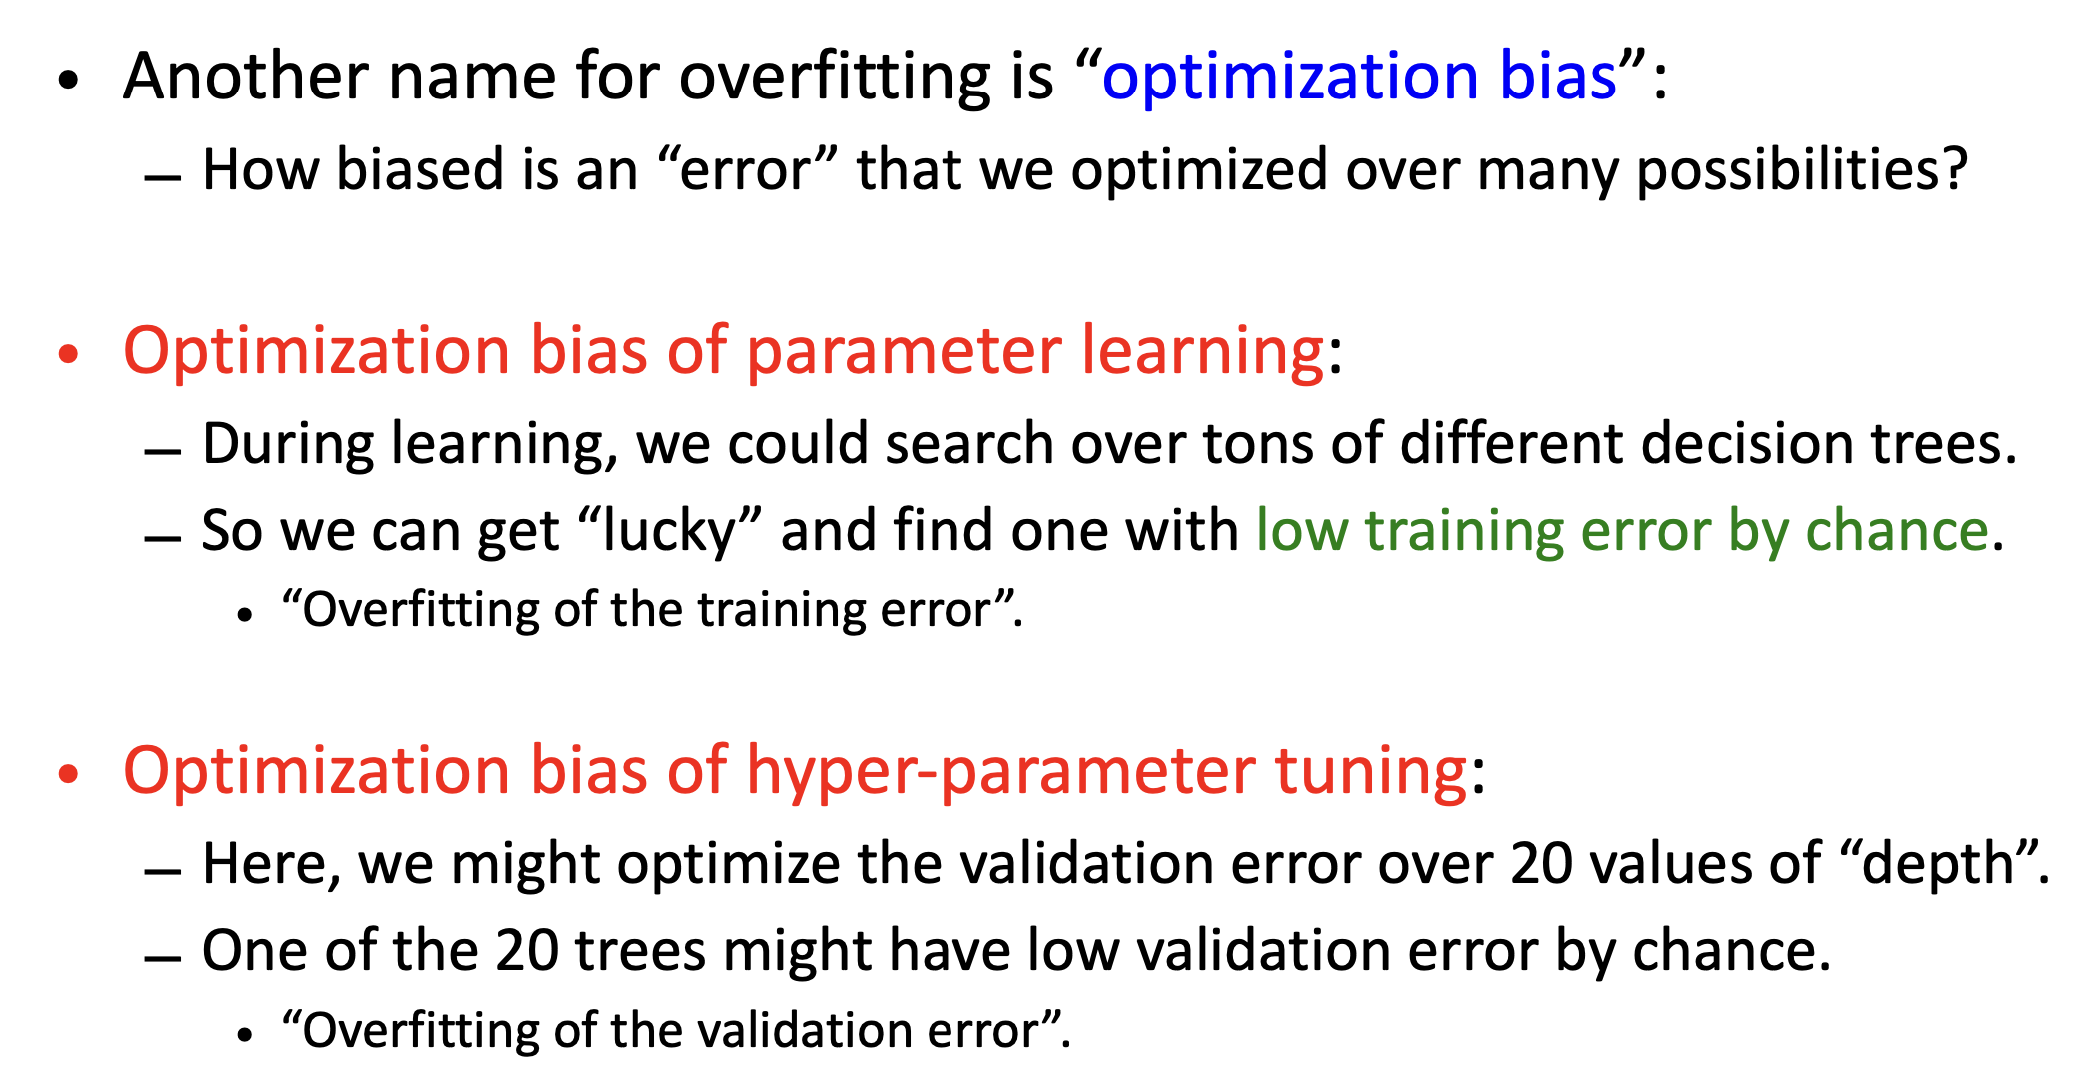 • Another name for overfitting is “optimization bias”:
– How biased is an “error” that we optimized over many possibilities?
• Optimization bias of parameter learning:
– During learning, we could search over tons of different decision trees.
– So we can get “lucky” and find one with low training error by chance.
• “Overfitting of the training error”.
• Optimization bias of hyper-parameter tuning:
– Here, we might optimize the validation error over 20 values of “depth”.
– One of the 20 trees might have low validation error by chance.
• “Overfitting of the validation error”.